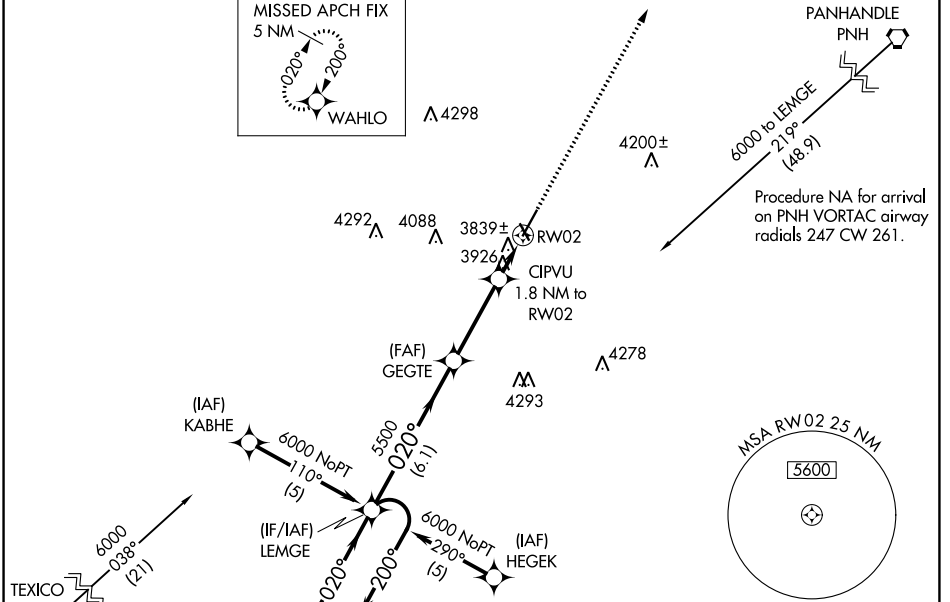 MISSED APCH FIX
5 NM
020°
200°
WAHLO
PANHANDLE
PNH
6000 to LEMGE
219°
(48.9)
Procedure NA for arrival
on PNH VORTAC airway
radials 247 CW 261.
4298
4200±
4292
4088
3839±
3926
RW02
CIPVU
1.8 NM to
RW02
(FAF)
GEGTE
4278
4293
(IAF)
KABHE
6000 NoPT
110°
(5)
5500
020°
(6.1)
(IF/IAF)
LEMGE
6000 NoPT
290°
(5)
(IAF)
HEGEK
020°
200°
6000
038°
(21)
TEXICO
MSA RW02 25 NM
5600